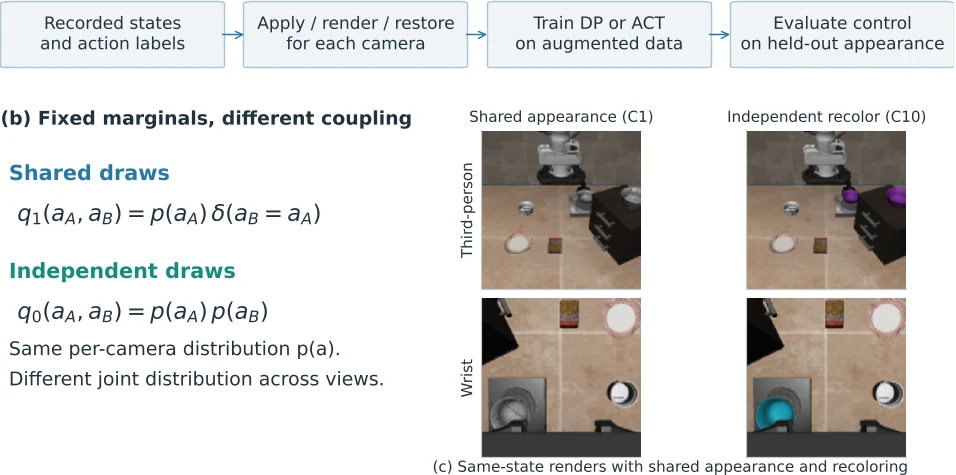 Recorded states
and action labels
Apply / render / restore
for each camera
Train DP or ACT
on augmented data
Evaluate control
on held-out appearance
(b) Fixed marginals, different coupling
Shared draws
q₁(a_A, a_B) = p(a_A) δ(a_B = a_A)
Independent draws
q₀(a_A, a_B) = p(a_A) p(a_B)
Same per-camera distribution p(a).
Different joint distribution across views.
Shared appearance (C1)
Independent recolor (C10)
Third-person
Wrist
(c) Same-state renders with shared appearance and recoloring